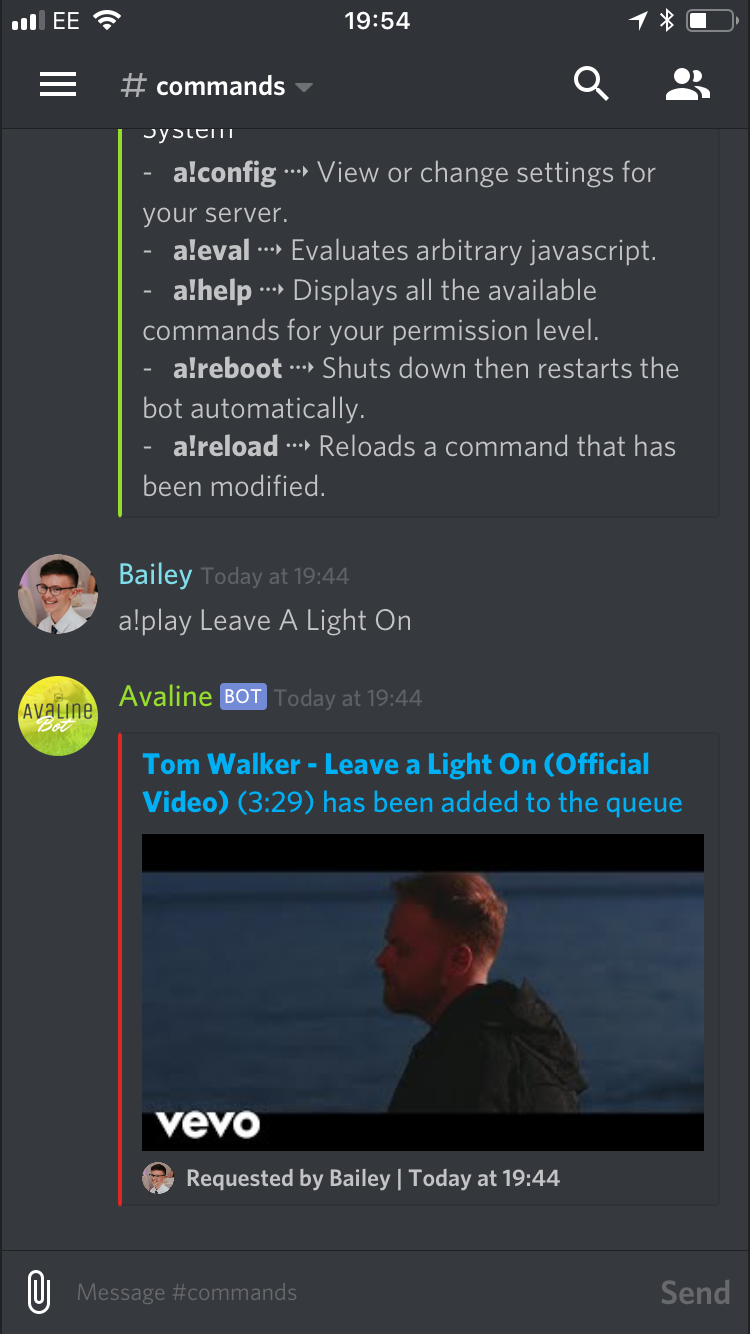 EE 19:54
# commands
System
- a!config ⤑ View or change settings for
your server.
- a!eval ⤑ Evaluates arbitrary javascript.
- a!help ⤑ Displays all the available
commands for your permission level.
- a!reboot ⤑ Shuts down then restarts the
bot automatically.
- a!reload ⤑ Reloads a command that has
been modified.
Bailey Today at 19:44
a!play Leave A Light On
AVALINE
Bot
Avaline BOT Today at 19:44
Tom Walker - Leave a Light On (Official
Video) (3:29) has been added to the queue
vevo
Requested by Bailey | Today at 19:44
Message #commands
Send